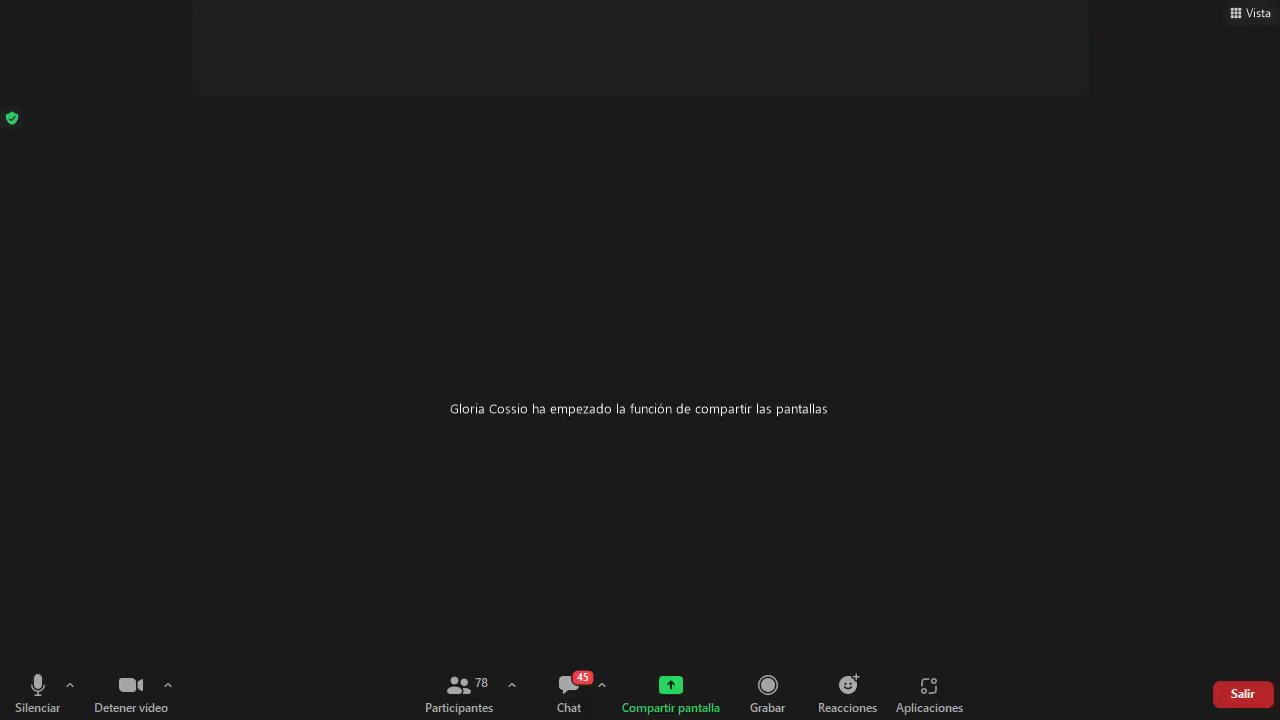 Vista
Gloria Cossio ha empezado la función de compartir las pantallas
78
45
Silenciar
Detener vídeo
Participantes
Chat
Compartir pantalla
Grabar
Reacciones
Aplicaciones
Salir